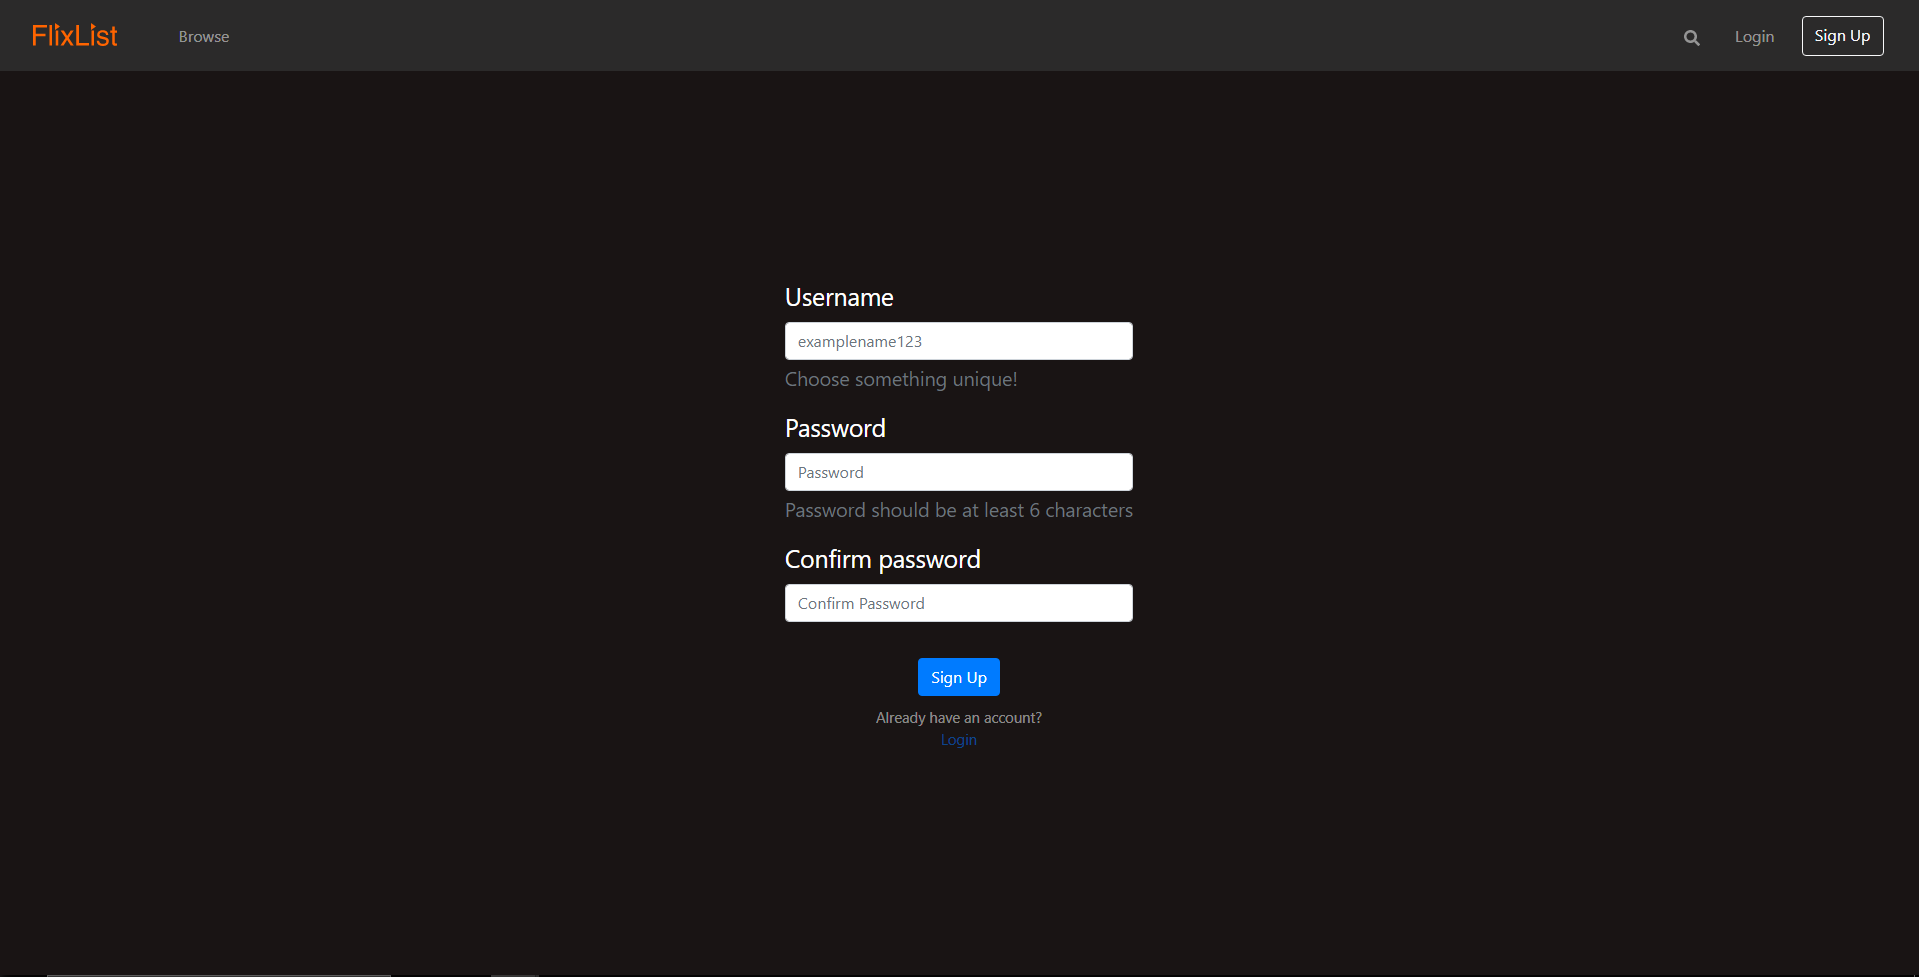 FlixList
Browse
Login
Sign Up
Username
examplename123
Choose something unique!
Password
Password
Password should be at least 6 characters
Confirm password
Confirm Password
Sign Up
Already have an account?
Login